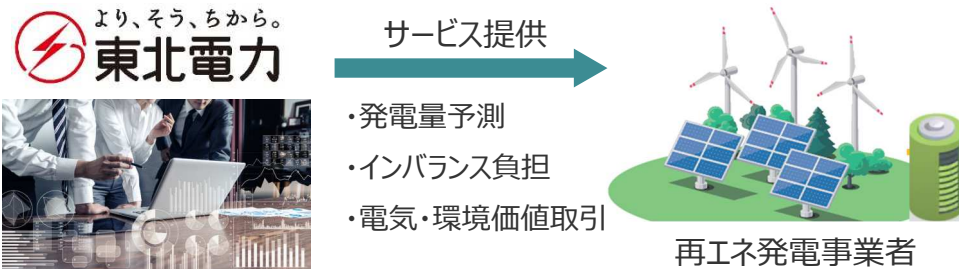 より、そう、ちから。
東北電力
サービス提供
・発電量予測
・インバランス負担
・電気・環境価値取引
再エネ発電事業者